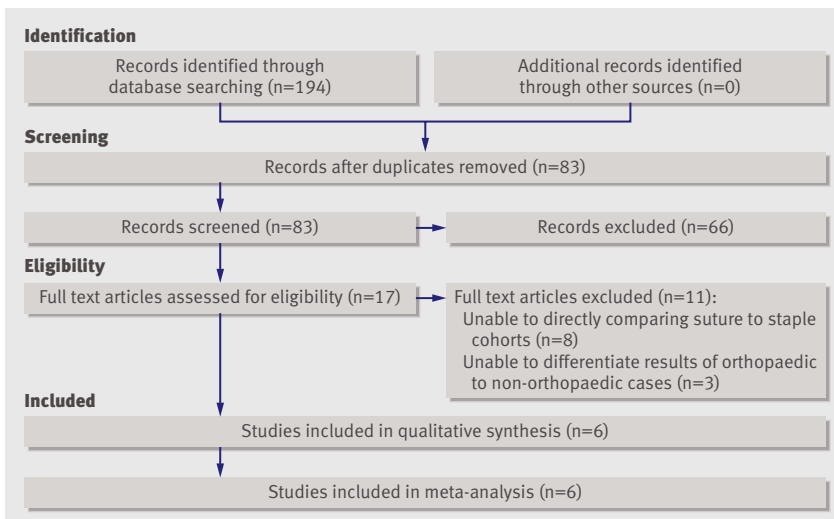 Identification
Records identified through
database searching (n=194)
Additional records identified
through other sources (n=0)
Screening
Records after duplicates removed (n=83)
Records screened (n=83)
Records excluded (n=66)
Eligibility
Full text articles assessed for eligibility (n=17)
Full text articles excluded (n=11):
Unable to directly comparing suture to staple
cohorts (n=8)
Unable to differentiate results of orthopaedic
to non-orthopaedic cases (n=3)
Included
Studies included in qualitative synthesis (n=6)
Studies included in meta-analysis (n=6)